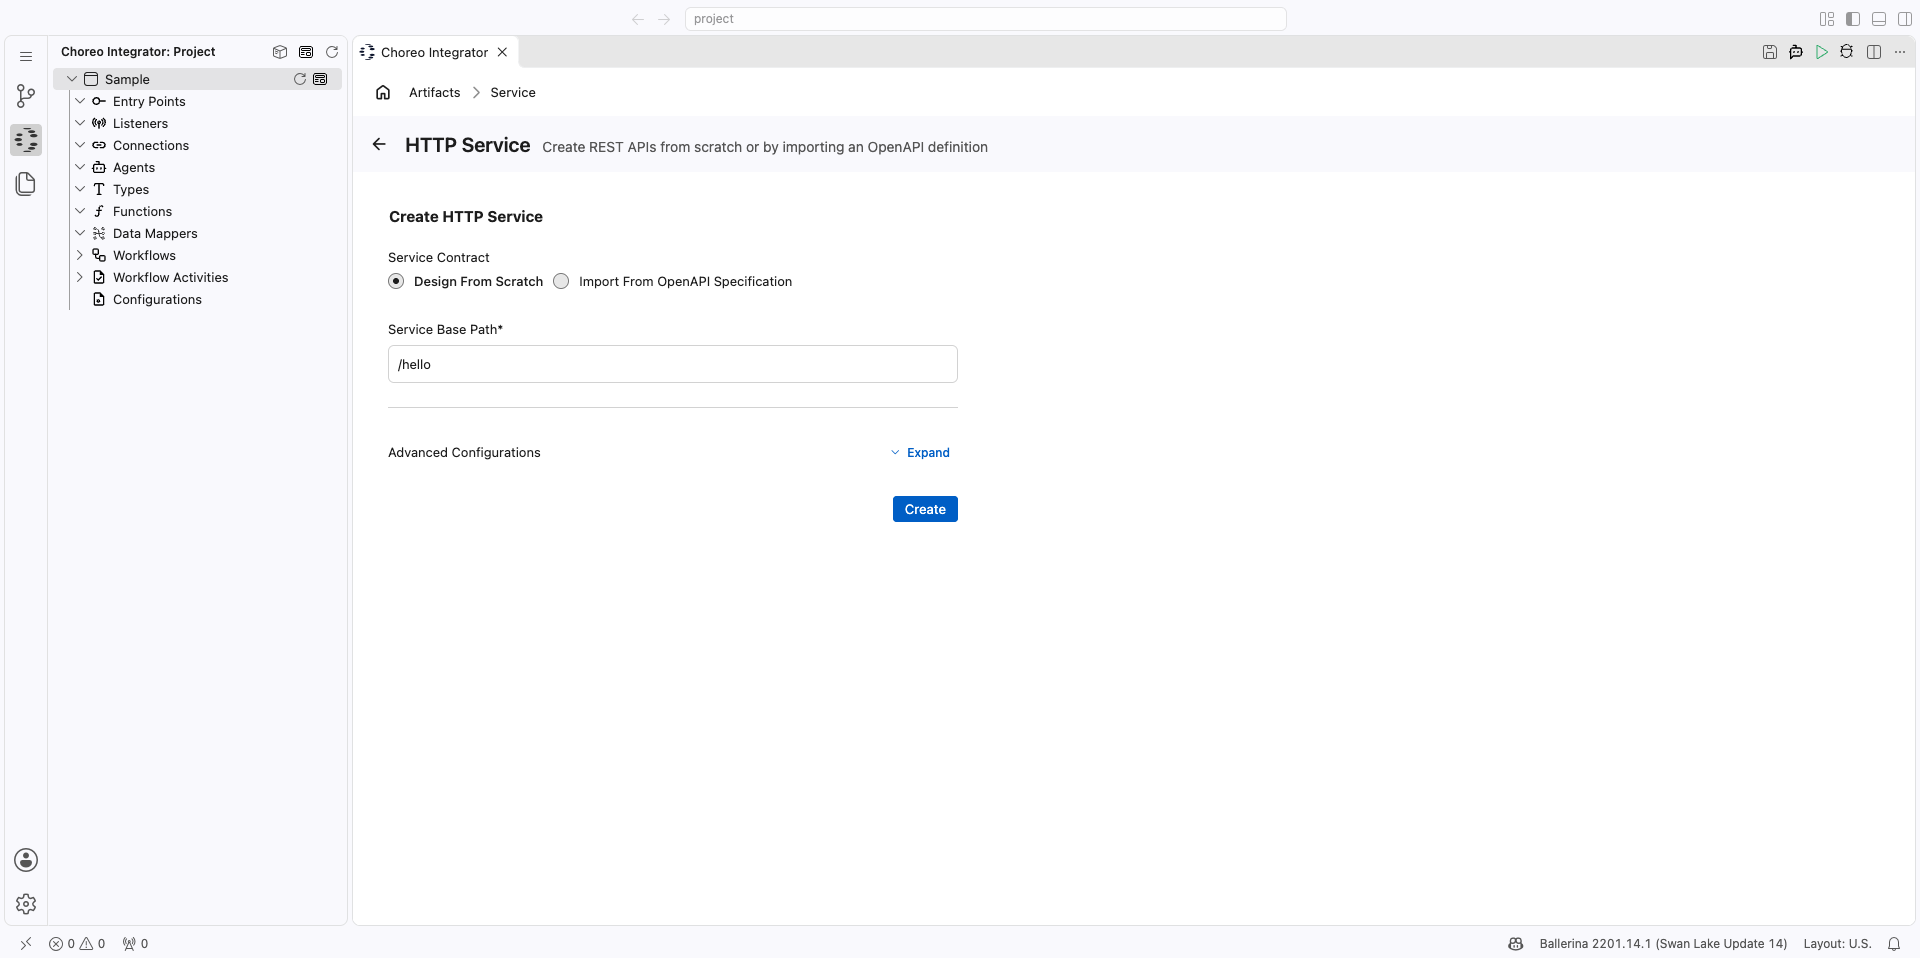 project
Choreo Integrator: Project
Sample
Entry Points
Listeners
Connections
Agents
Types
Functions
Data Mappers
Workflows
Workflow Activities
Configurations
Choreo Integrator
Artifacts Service
HTTP Service Create REST APIs from scratch or by importing an OpenAPI definition
Create HTTP Service
Service Contract
Design From Scratch Import From OpenAPI Specification
Service Base Path*
/hello
Advanced Configurations Expand
Create
0 0 0 Ballerina 2201.14.1 (Swan Lake Update 14) Layout: U.S.